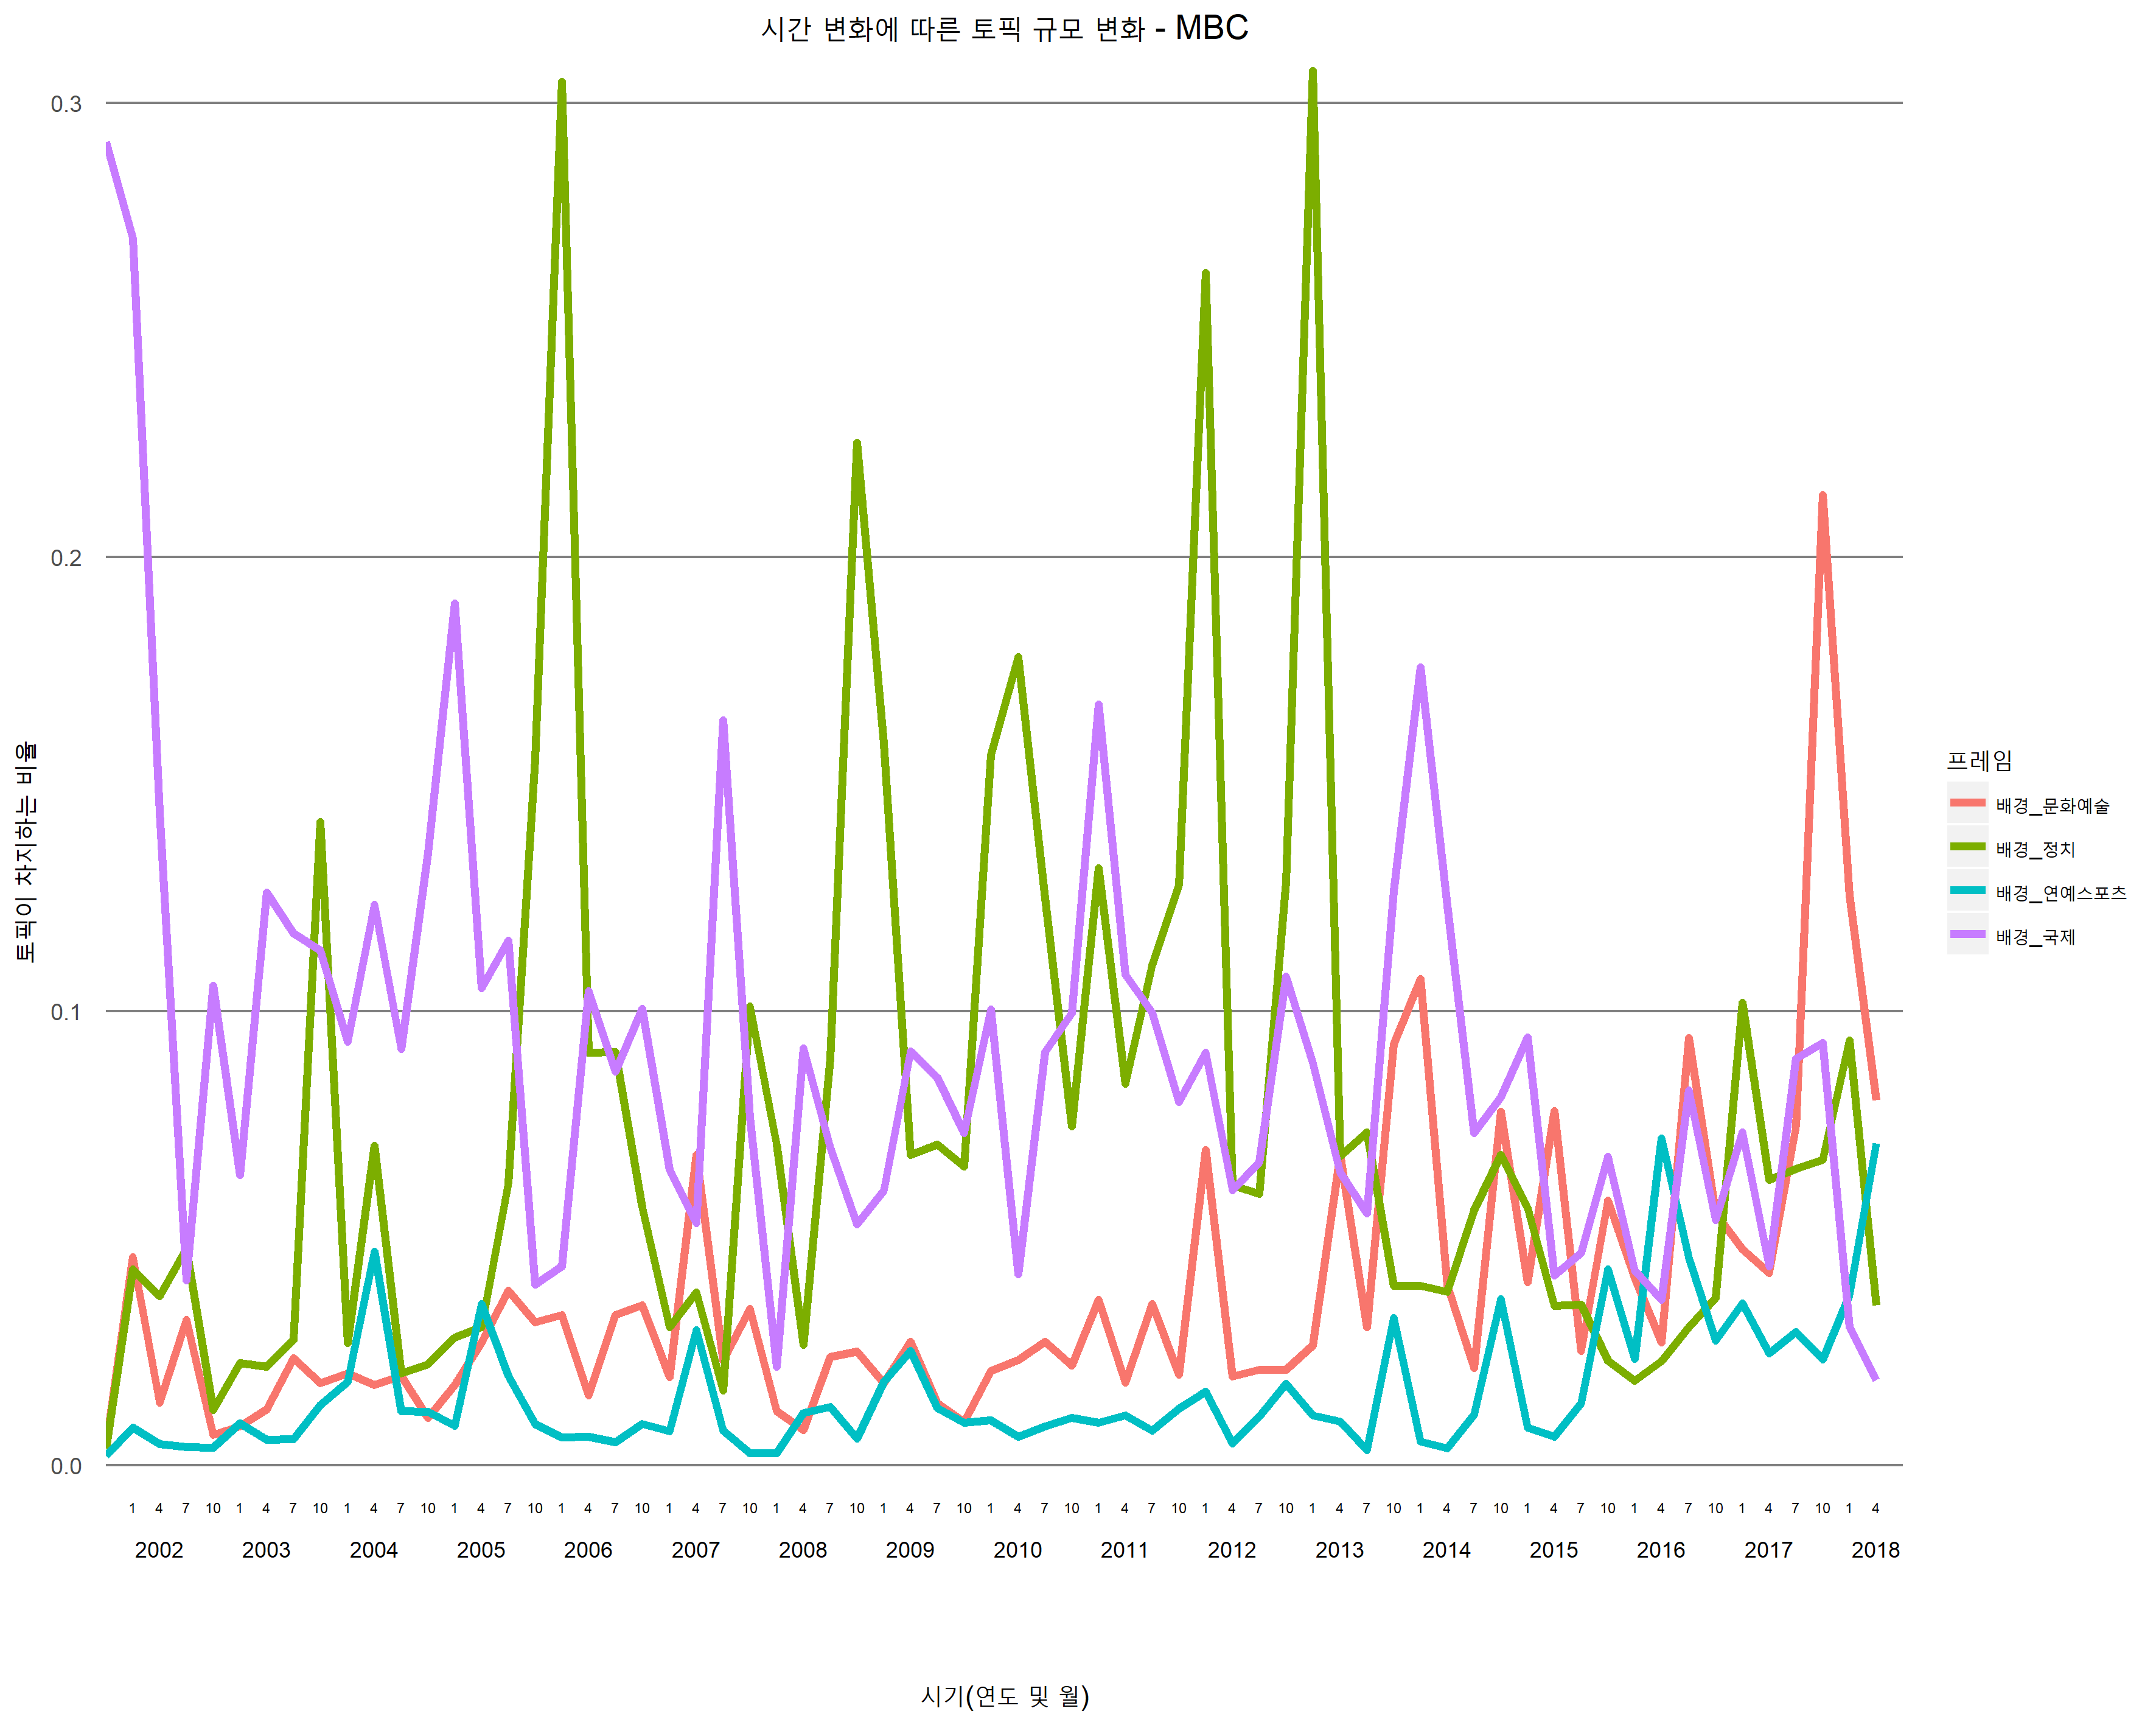 시간 변화에 따른 토픽 규모 변화 - MBC
토픽이 차지하는 비율
0.3
0.2
0.1
0.0
1 4 7 10 1 4 7 10 1 4 7 10 1 4 7 10 1 4 7 10 1 4 7 10 1 4 7 10 1 4 7 10 1 4 7 10 1 4 7 10 1 4 7 10 1 4 7 10 1 4 7 10 1 4 7 10 1 4 7 10 1 4 7 10 1 4
2002 2003 2004 2005 2006 2007 2008 2009 2010 2011 2012 2013 2014 2015 2016 2017 2018
시기(연도 및 월)
프레임
배경_문화예술
배경_정치
배경_연예스포츠
배경_국제